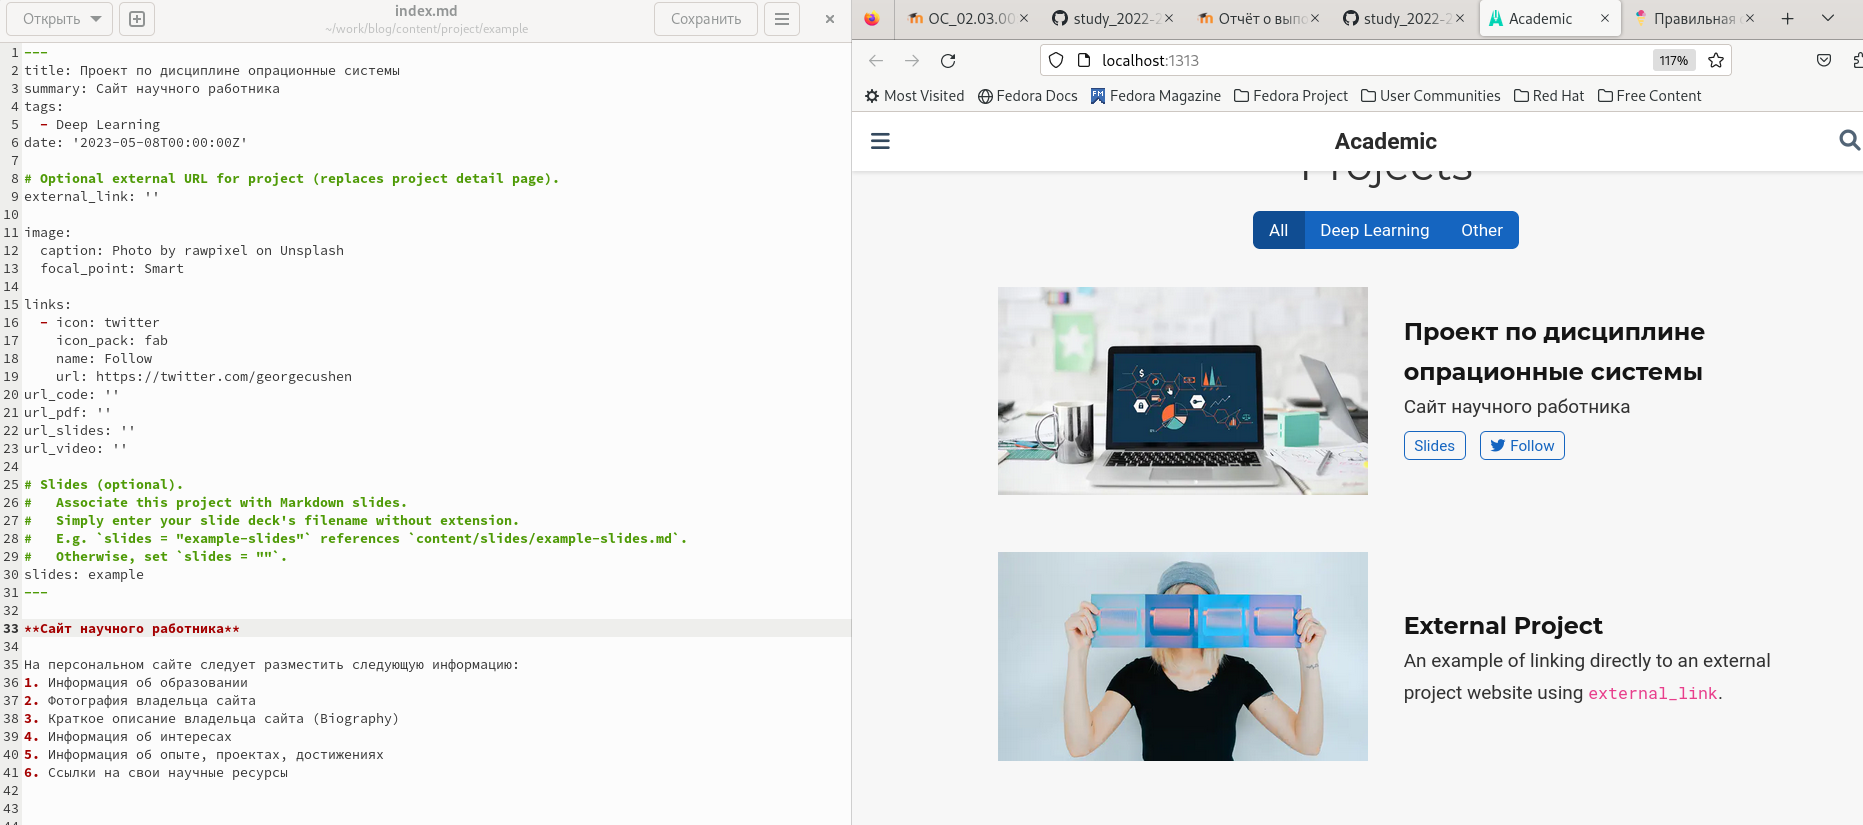 Открыть
index.md
~/work/blog/content/project/example
Сохранить
1 ---
2 title: Проект по дисциплине опрационные системы
3 summary: Сайт научного работника
4 tags:
5 - Deep Learning
6 date: '2023-05-08T00:00:00Z'
7
8 # Optional external URL for project (replaces project detail page).
9 external_link: ''
10
11 image:
12 caption: Photo by rawpixel on Unsplash
13 focal_point: Smart
14
15 links:
16 - icon: twitter
17 icon_pack: fab
18 name: Follow
19 url: https://twitter.com/georgecushen
20 url_code: ''
21 url_pdf: ''
22 url_slides: ''
23 url_video: ''
24
25 # Slides (optional).
26 # Associate this project with Markdown slides.
27 # Simply enter your slide deck's filename without extension.
28 # E.g. `slides = "example-slides"` references `content/slides/example-slides.md`.
29 # Otherwise, set `slides = ""`.
30 slides: example
31 ---
32
33 **Сайт научного работника**
34
35 На персональном сайте следует разместить следующую информацию:
36 1. Информация об образовании
37 2. Фотография владельца сайта
38 3. Краткое описание владельца сайта (Biography)
39 4. Информация об интересах
40 5. Информация об опыте, проектах, достижениях
41 6. Ссылки на свои научные ресурсы
42
43
ОС_02.03.00 study_2022-2 Отчёт о выпо study_2022-2 Academic Правильная
localhost:1313 117%
Most Visited Fedora Docs Fedora Magazine Fedora Project User Communities Red Hat Free Content
Academic
Projects
All Deep Learning Other
Проект по дисциплине
опрационные системы
Сайт научного работника
Slides Follow
External Project
An example of linking directly to an external
project website using external_link.